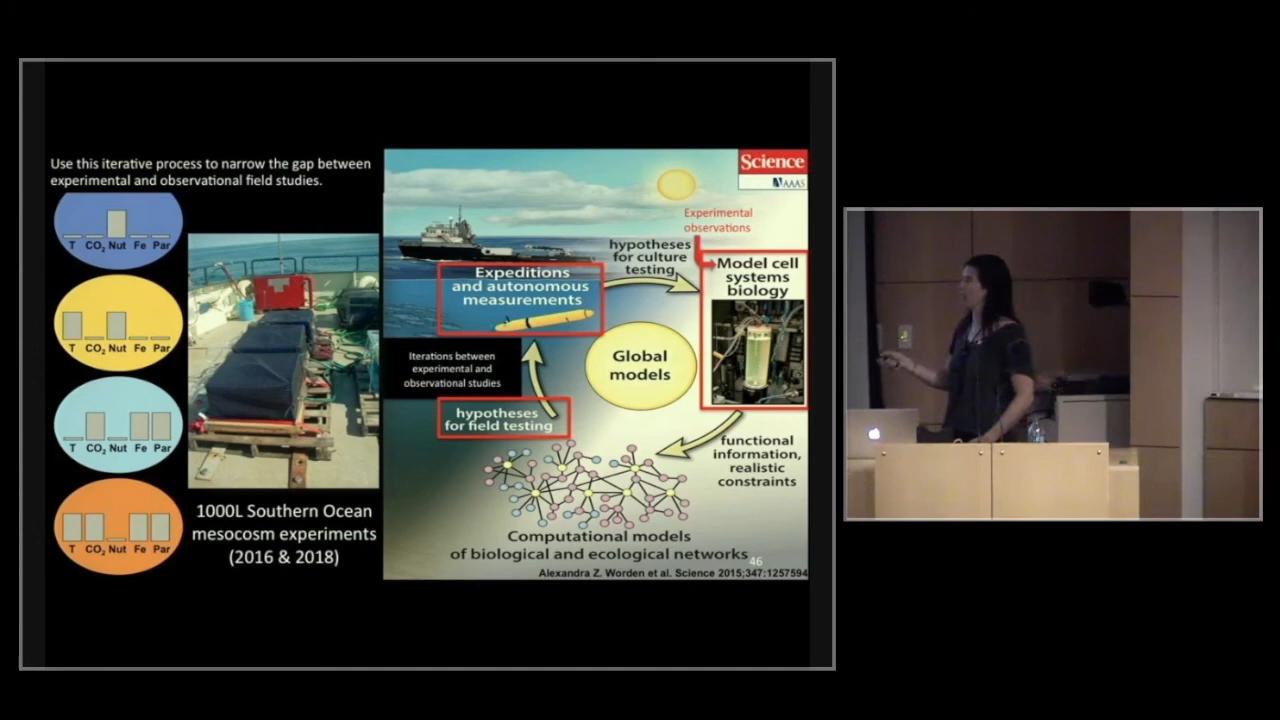 Use this iterative process to narrow the gap between
experimental and observational field studies.
T CO2 Nut Fe Par
T CO2 Nut Fe Par
T CO2 Nut Fe Par
T CO2 Nut Fe Par
1000L Southern Ocean
mesocosm experiments
(2016 & 2018)
Science
AAAS
Experimental
observations
hypotheses
for culture
testing
Expeditions
and autonomous
measurements
Model cell
systems
biology
Iterations between
experimental and
observational studies
Global
models
hypotheses
for field testing
functional
information,
realistic
constraints
Computational models
of biological and ecological networks
46
Alexandra Z. Worden et al. Science 2015;347:1257594